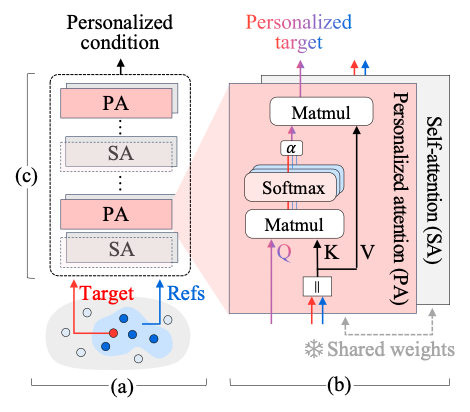 Personalized
condition
(c)
PA
SA
PA
SA
Target
Refs
(a)
Personalized
target
Matmul
α
Softmax
Matmul
Q
K
V
||
Personalized attention (PA)
Self-attention (SA)
Shared weights
(b)